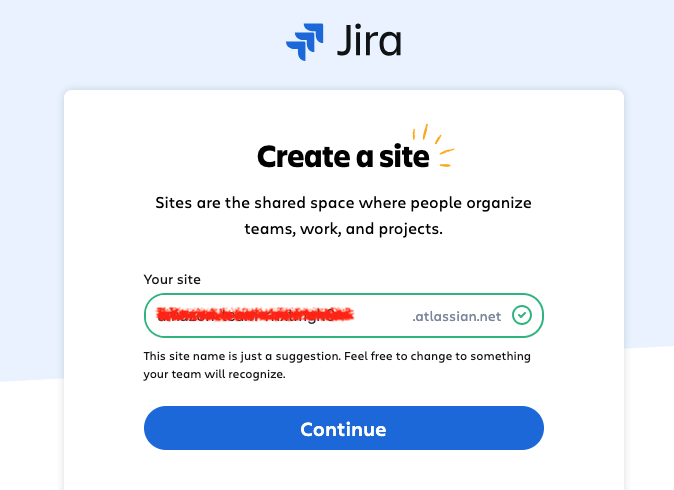 Jira
Create a site
Sites are the shared space where people organize
teams, work, and projects.
Your site
.atlassian.net
This site name is just a suggestion. Feel free to change to something
your team will recognize.
Continue